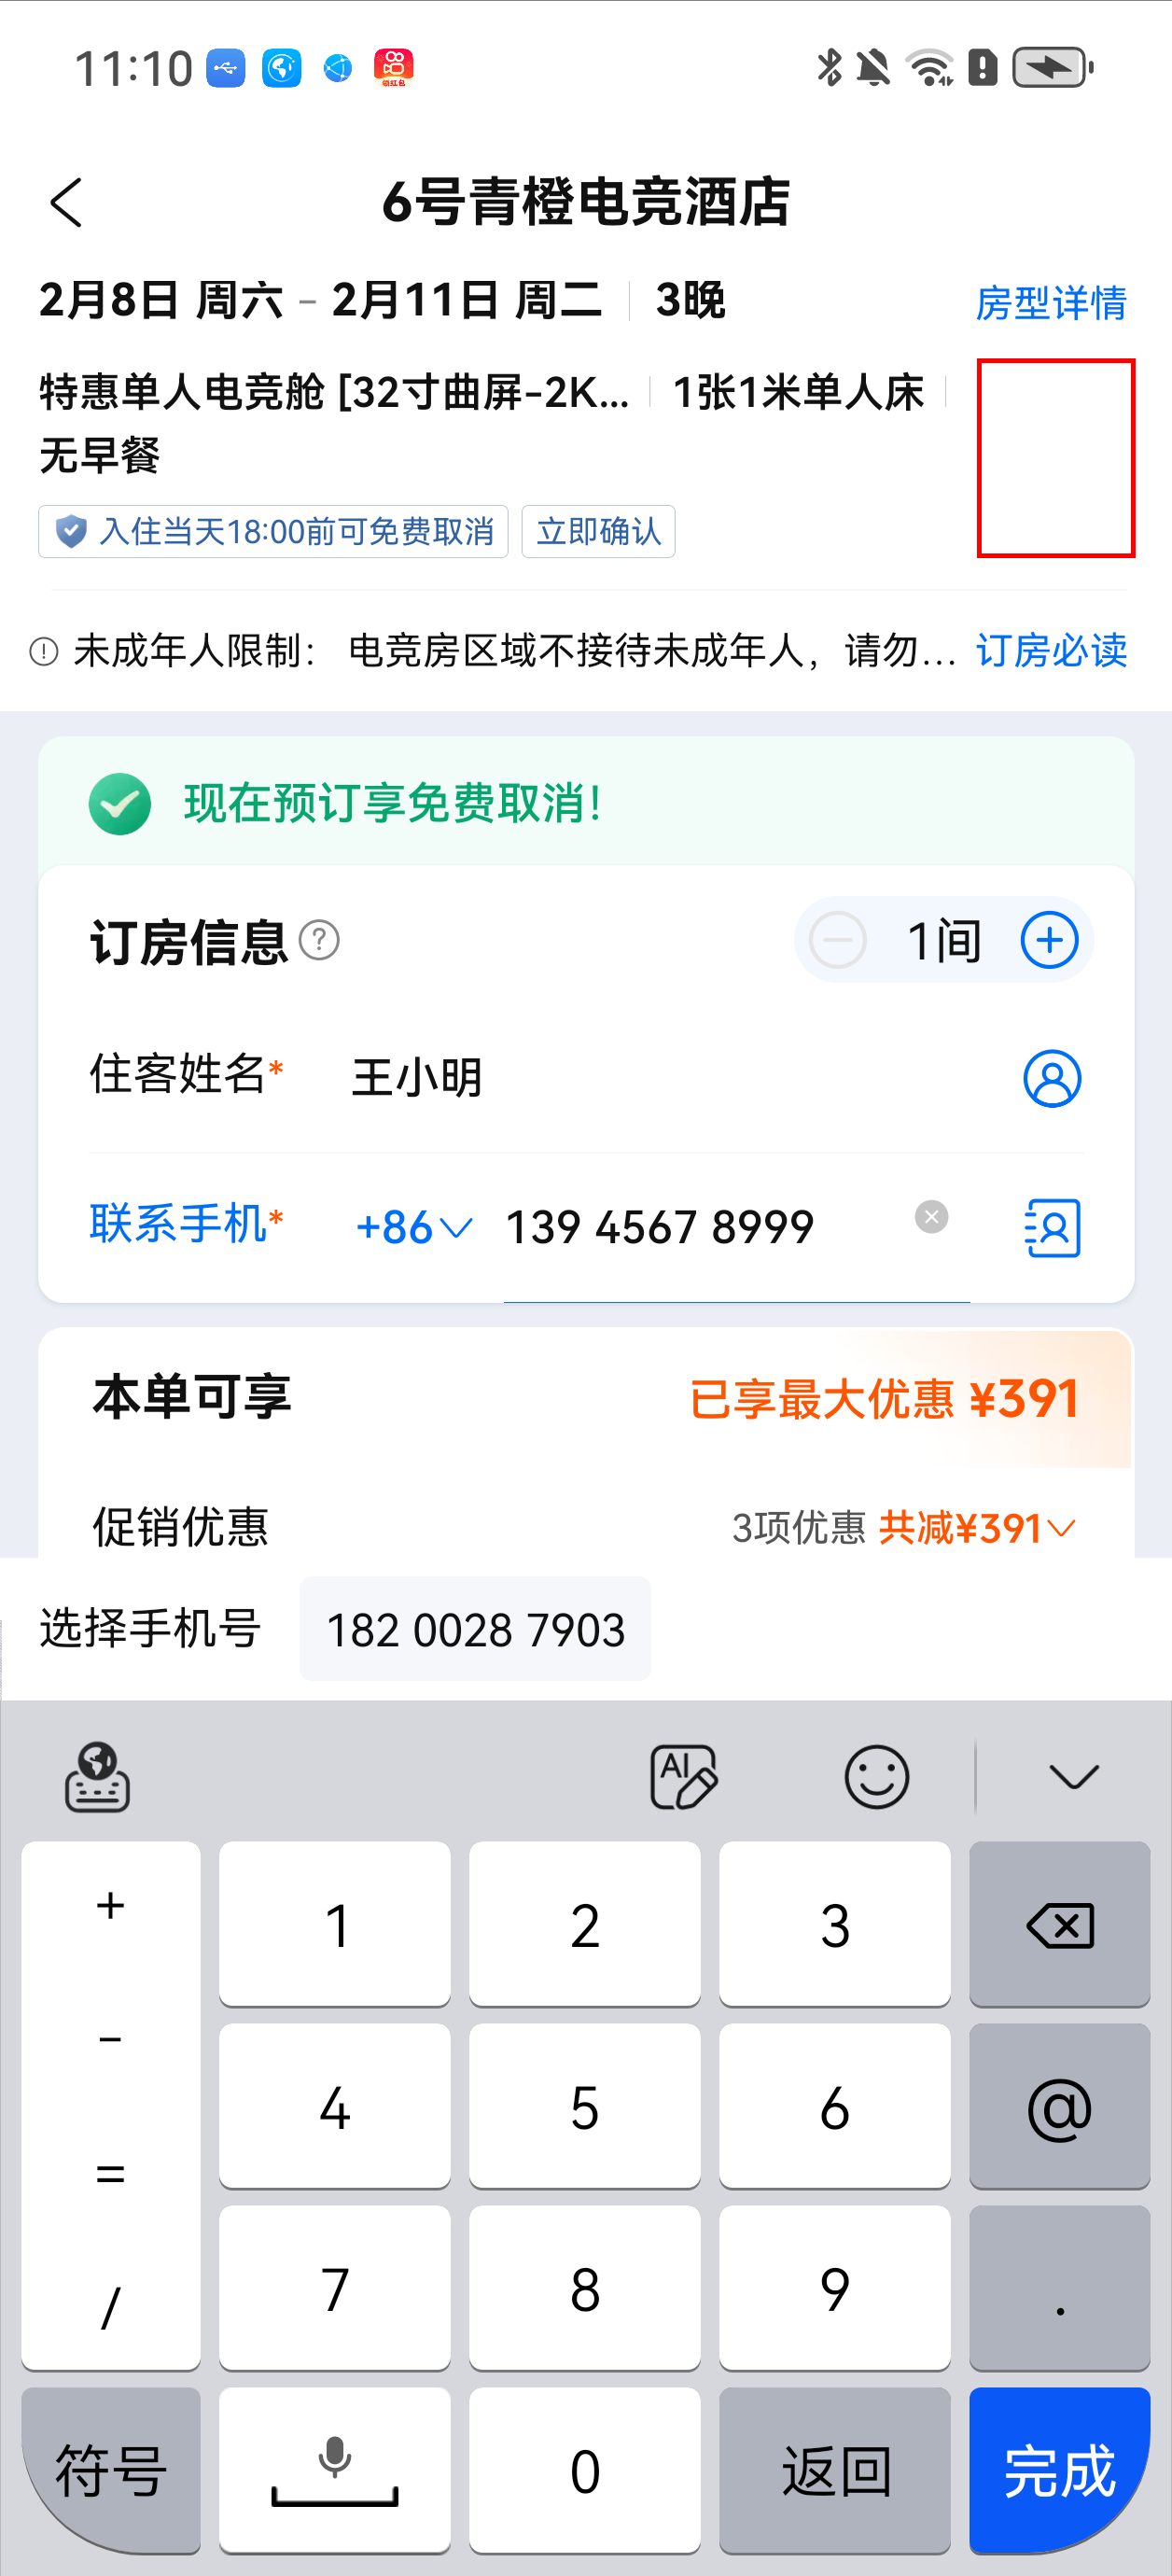 11:10
领红包
6号青橙电竞酒店
2月8日 周六 - 2月11日 周二 3晚 房型详情
特惠单人电竞舱 [32寸曲屏-2K... 1张1米单人床
无早餐
入住当天18:00前可免费取消 立即确认
未成年人限制： 电竞房区域不接待未成年人，请勿... 订房必读
现在预订享免费取消！
订房信息 ? 1间
住客姓名* 王小明
联系手机* +86 139 4567 8999
本单可享 已享最大优惠 ¥391
促销优惠 3项优惠 共减¥391
选择手机号 182 0028 7903
AI
+ 1 2 3
- 4 5 6 @
=
/ 7 8 9 .
符号 0 返回 完成